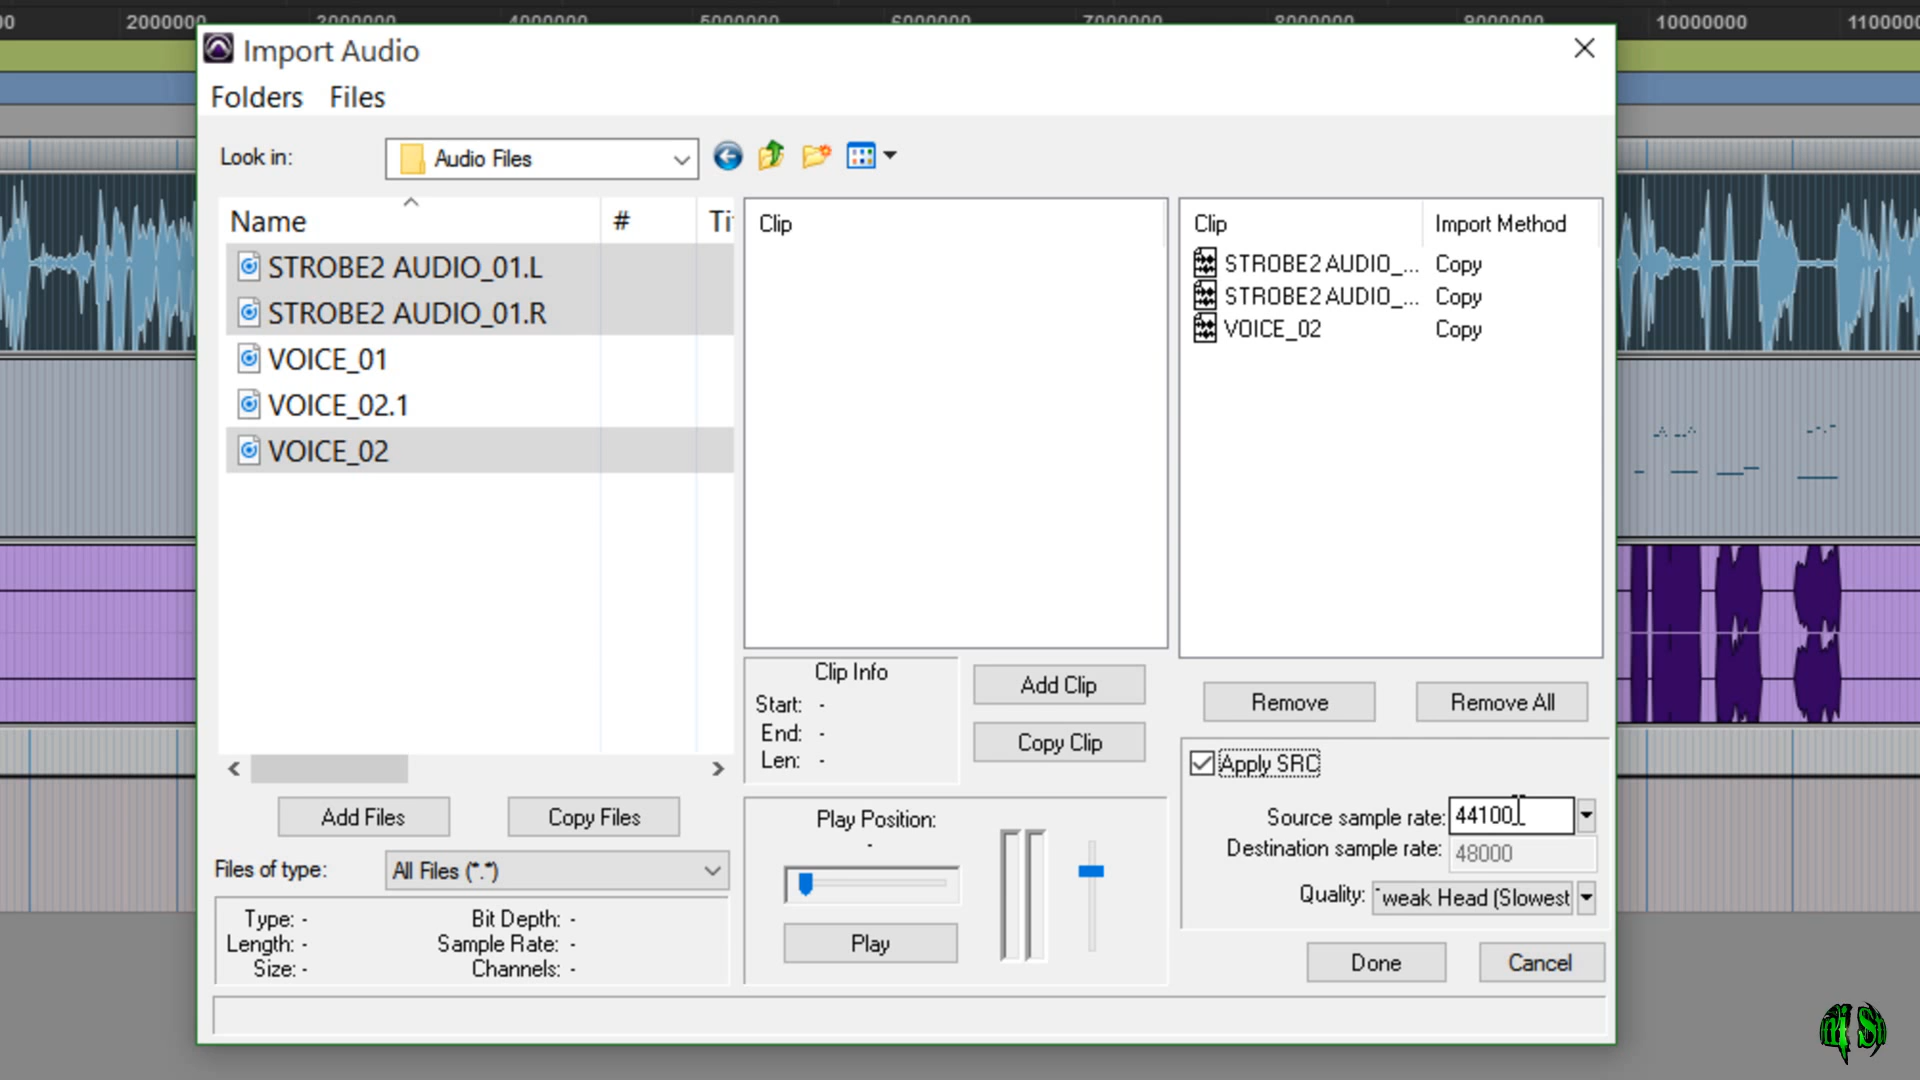 2000000 3000000 4000000 5000000 6000000 7000000 8000000 9000000 10000000
Import Audio
Folders Files
Look in: Audio Files
Name # Clip Clip Import Method
STROBE2 AUDIO_01.L
STROBE2 AUDIO_01.R
VOICE_01
VOICE_02.1
VOICE_02
STROBE2 AUDIO_... Copy
STROBE2 AUDIO_... Copy
VOICE_02 Copy
Clip Info
Start: -
End: -
Len: -
Add Clip
Copy Clip
Remove Remove All
Add Files Copy Files
Files of type: All Files (*.*)
Type: - Bit Depth: -
Length: - Sample Rate: -
Size: - Channels: -
Play Position:
-
Play
Apply SRC
Source sample rate: 44100
Destination sample rate: 48000
Quality: weak Head (Slowest
Done Cancel